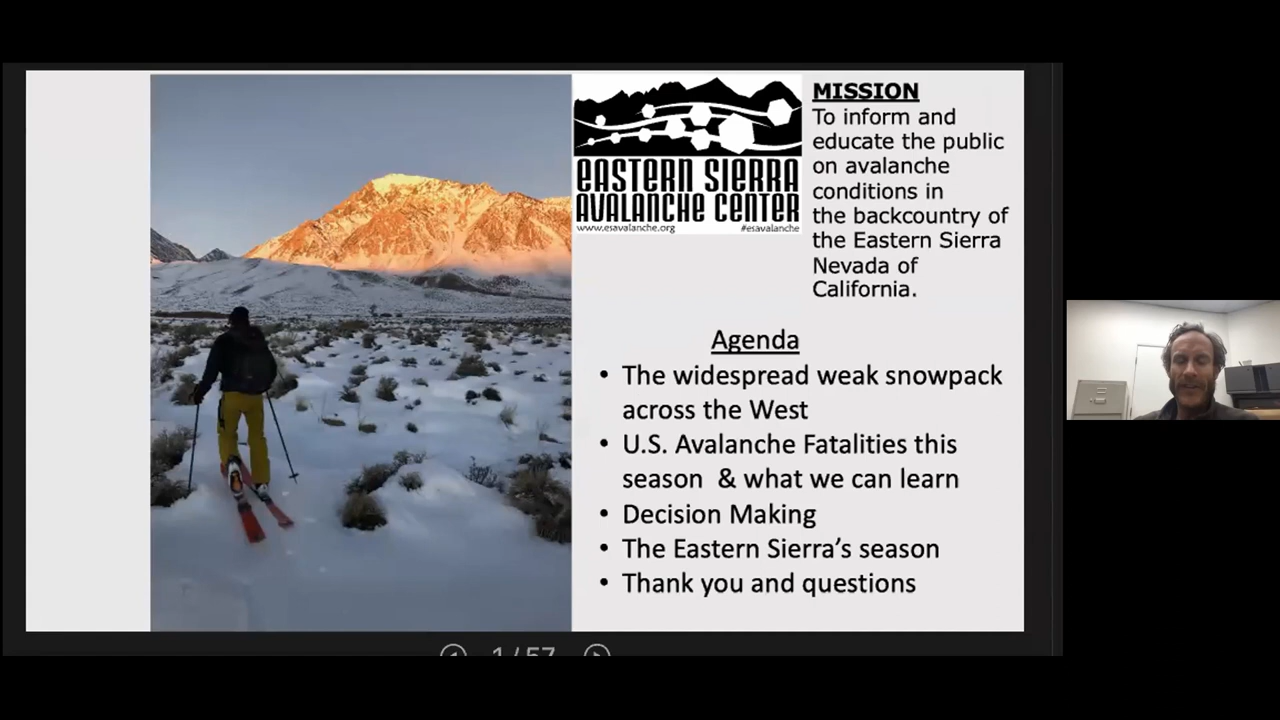 EASTERN SIERRA
AVALANCHE CENTER
www.esavalanche.org #esavalanche
MISSION
To inform and
educate the public
on avalanche
conditions in
the backcountry of
the Eastern Sierra
Nevada of
California.
Agenda
• The widespread weak snowpack
across the West
• U.S. Avalanche Fatalities this
season & what we can learn
• Decision Making
• The Eastern Sierra’s season
• Thank you and questions
1 / 57